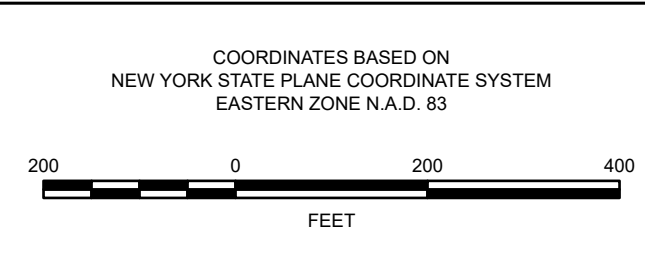 COORDINATES BASED ON
NEW YORK STATE PLANE COORDINATE SYSTEM
EASTERN ZONE N.A.D. 83
200 0 200 400
FEET